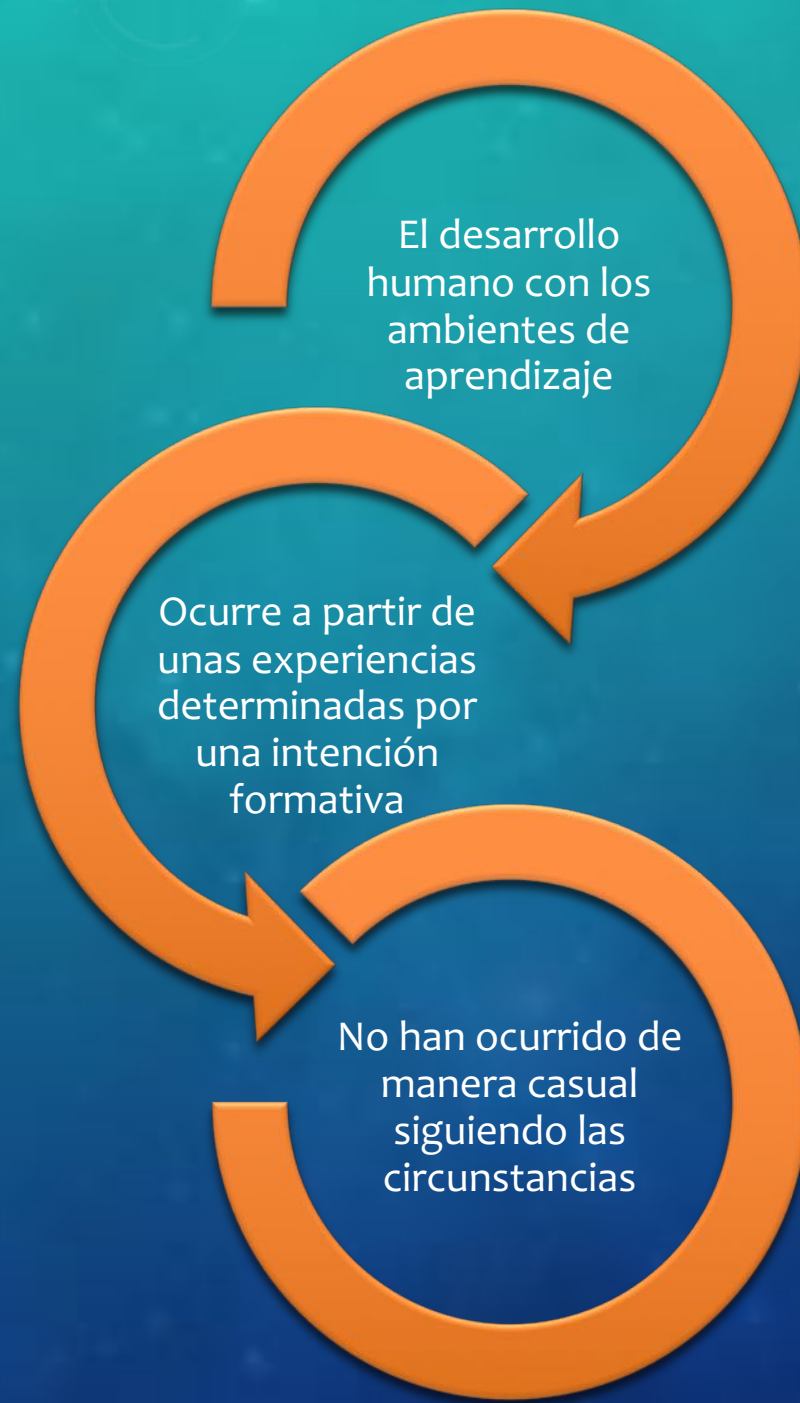 El desarrollo
humano con los
ambientes de
aprendizaje
Ocurre a partir de
unas experiencias
determinadas por
una intención
formativa
No han ocurrido de
manera casual
siguiendo las
circunstancias